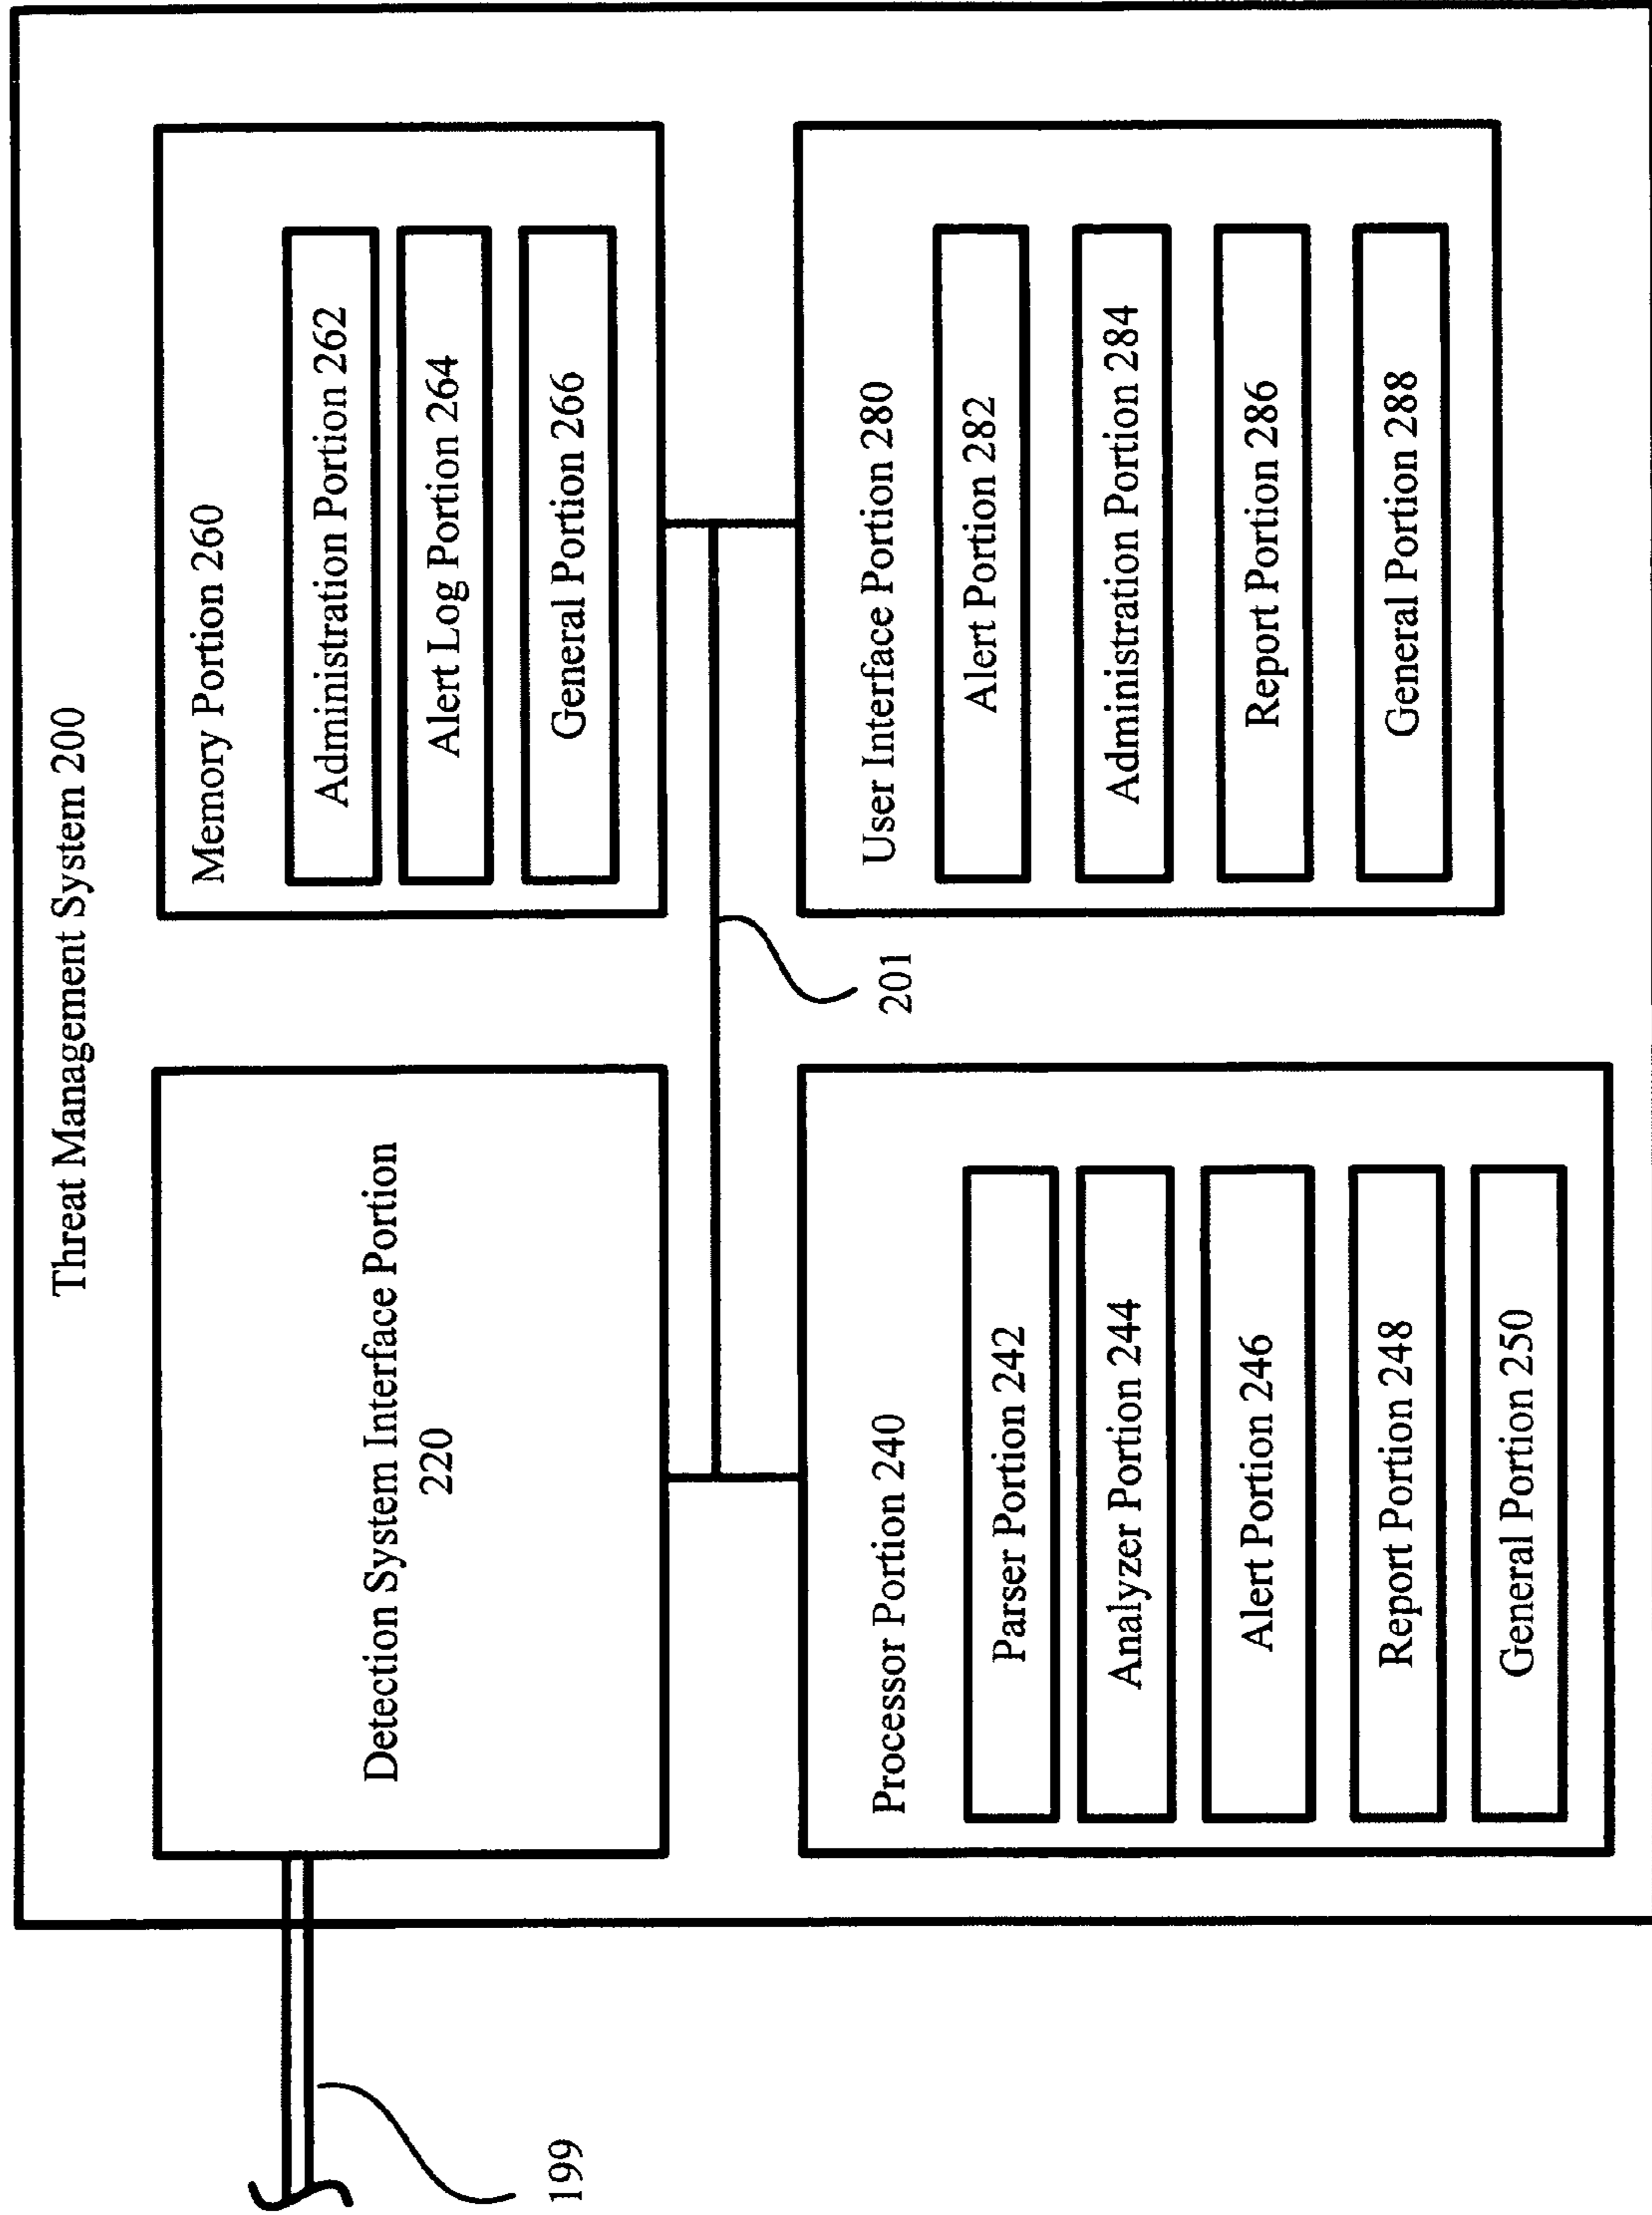 Threat Management System 200
Detection System Interface Portion
220
Memory Portion 260
Administration Portion 262
Alert Log Portion 264
General Portion 266
199
201
Processor Portion 240
Parser Portion 242
Analyzer Portion 244
Alert Portion 246
Report Portion 248
General Portion 250
User Interface Portion 280
Alert Portion 282
Administration Portion 284
Report Portion 286
General Portion 288